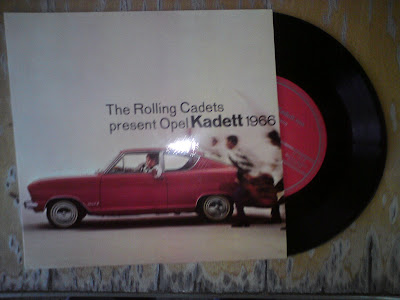 The Rolling Cadets
present Opel Kadett 1966